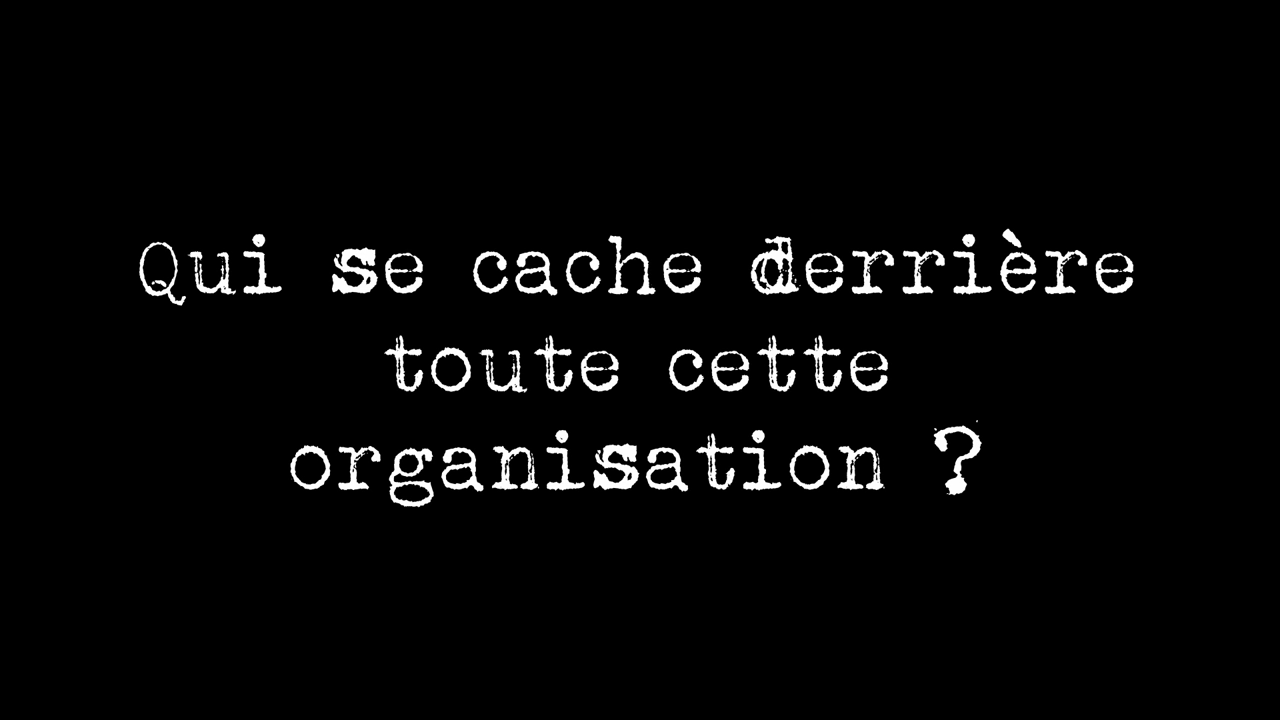 Qui se cache derrière
toute cette
organisation ?